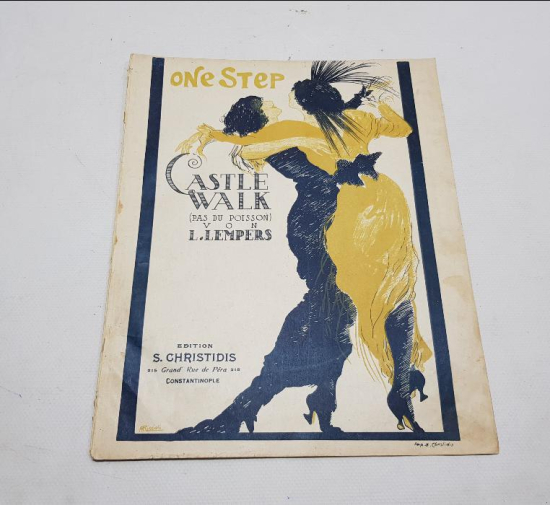 ONE STEP
CASTLE
WALK
(PAS DU POISSON)
VON
L. LEMPERS
EDITION
S. CHRISTIDIS
Grand' Rue de Péra
CONSTANTINOPLE